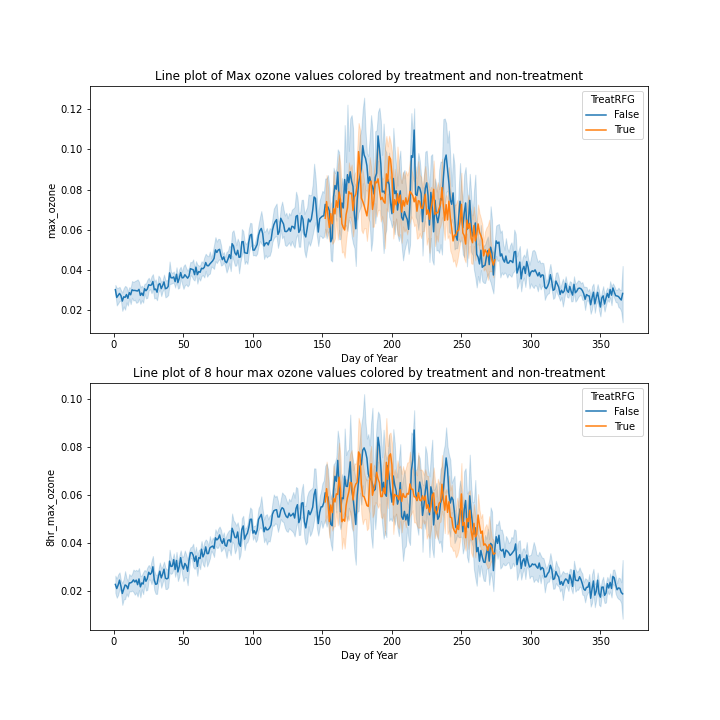 Line plot of Max ozone values colored by treatment and non-treatment
TreatRFG
False
True
max_ozone
0.12
0.10
0.08
0.06
0.04
0.02
0 50 100 150 200 250 300 350
Day of Year
Line plot of 8 hour max ozone values colored by treatment and non-treatment
TreatRFG
False
True
8hr_max_ozone
0.10
0.08
0.06
0.04
0.02
0 50 100 150 200 250 300 350
Day of Year